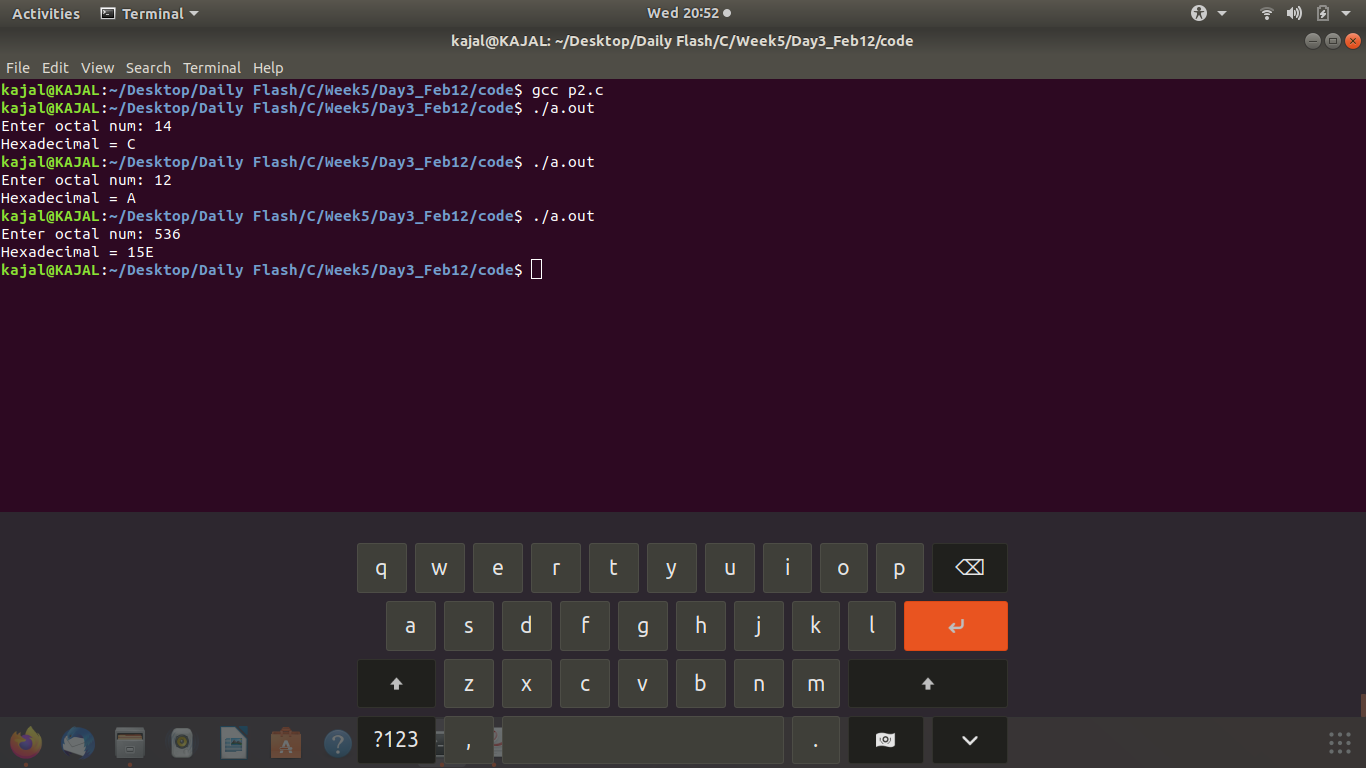 Activities Terminal Wed 20:52
kajal@KAJAL: ~/Desktop/Daily Flash/C/Week5/Day3_Feb12/code
File Edit View Search Terminal Help
kajal@KAJAL:~/Desktop/Daily Flash/C/Week5/Day3_Feb12/code$ gcc p2.c
kajal@KAJAL:~/Desktop/Daily Flash/C/Week5/Day3_Feb12/code$ ./a.out
Enter octal num: 14
Hexadecimal = C
kajal@KAJAL:~/Desktop/Daily Flash/C/Week5/Day3_Feb12/code$ ./a.out
Enter octal num: 12
Hexadecimal = A
kajal@KAJAL:~/Desktop/Daily Flash/C/Week5/Day3_Feb12/code$ ./a.out
Enter octal num: 536
Hexadecimal = 15E
kajal@KAJAL:~/Desktop/Daily Flash/C/Week5/Day3_Feb12/code$
q w e r t y u i o p
a s d f g h j k l
z x c v b n m
?123 , .